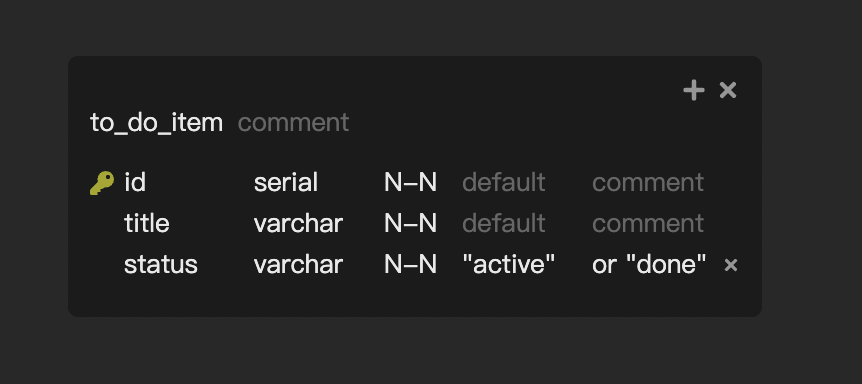 to_do_item comment
id serial N-N default comment
title varchar N-N default comment
status varchar N-N "active" or "done"